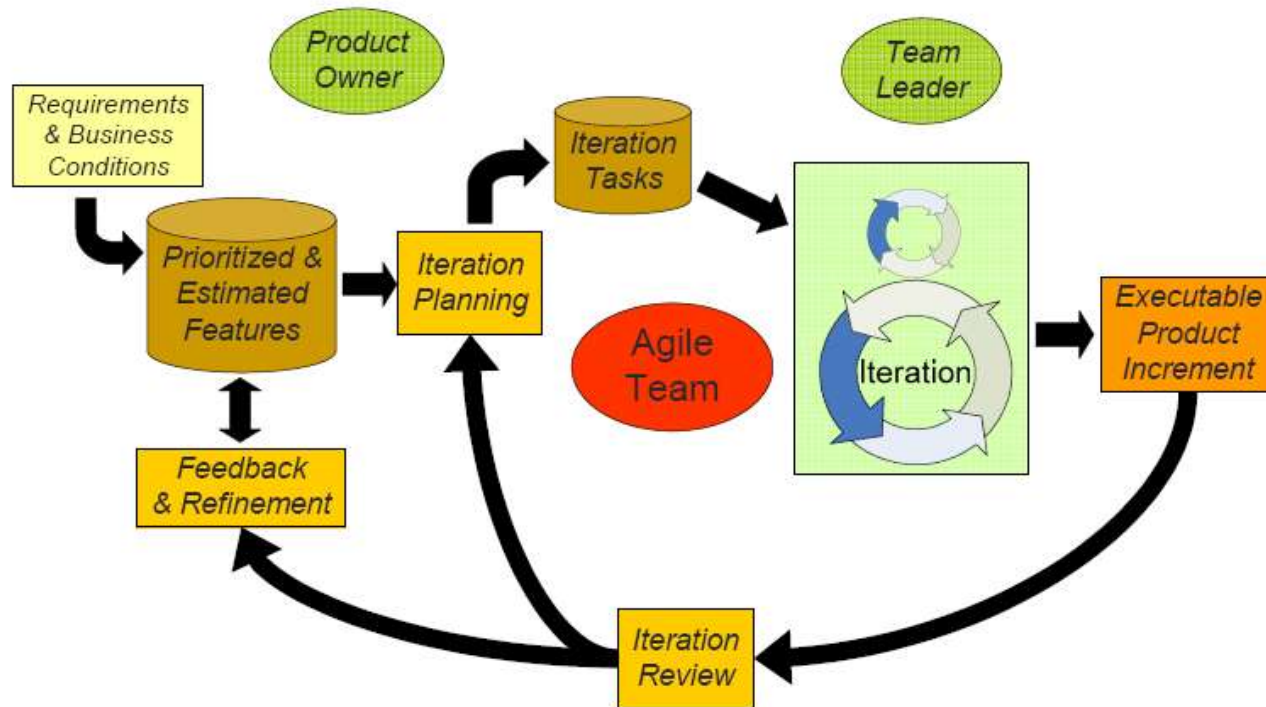 Product
Owner
Team
Leader
Requirements
& Business
Conditions
Iteration
Tasks
Prioritized &
Estimated
Features
Iteration
Planning
Agile
Team
Iteration
Executable
Product
Increment
Feedback
& Refinement
Iteration
Review